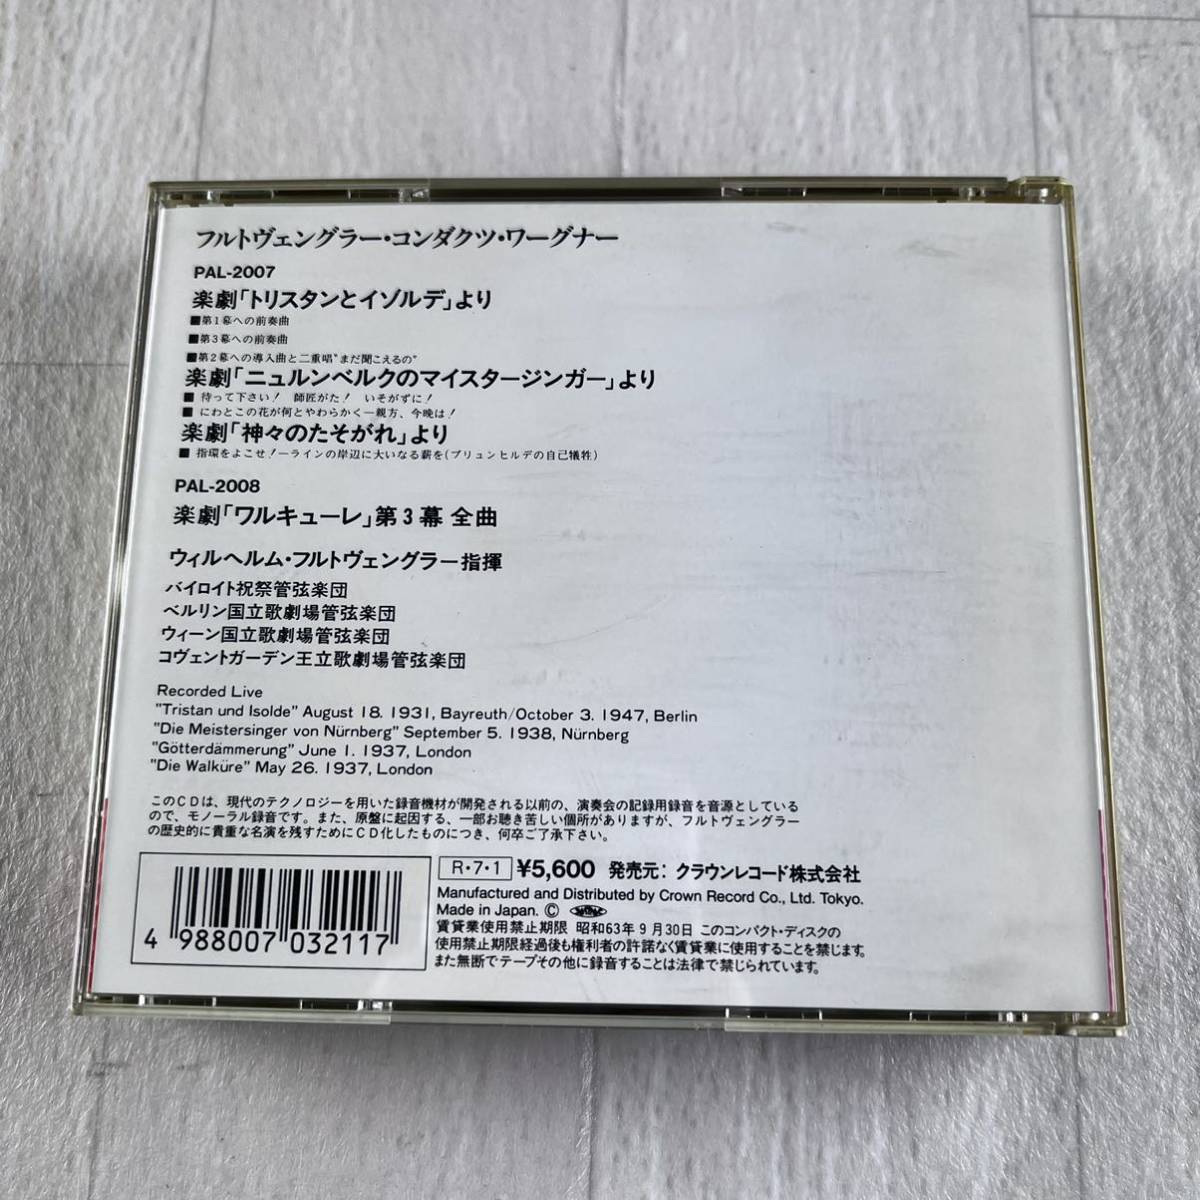 フルトヴェングラー・コンダクツ・ワーグナー
PAL-2007
楽劇「トリスタンとイゾルデ」より
■第1幕への前奏曲
■第3幕への前奏曲
■第2幕への導入曲と二重唱“まだ聞こえるの”
楽劇「ニュルンベルクのマイスタージンガー」より
■ 待って下さい! 師匠がた! いそがずに!
■ にわとこの花が何とやわらかく―親方、今晩は!
楽劇「神々のたそがれ」より
■ 指環をよこせ!―ラインの岸辺に大いなる薪を(ブリュンヒルデの自己犠牲)
PAL-2008
楽劇「ワルキューレ」第3幕 全曲
ウィルヘルム・フルトヴェングラー指揮
バイロイト祝祭管弦楽団
ベルリン国立歌劇場管弦楽団
ウィーン国立歌劇場管弦楽団
コヴェントガーデン王立歌劇場管弦楽団
Recorded Live
"Tristan und Isolde" August 18. 1931, Bayreuth/October 3. 1947, Berlin
"Die Meistersinger von Nürnberg" September 5. 1938, Nürnberg
"Götterdämmerung" June 1. 1937, London
"Die Walküre" May 26. 1937, London
このCDは、現代のテクノロジーを用いた録音機材が開発される以前の、演奏会の記録用録音を音源としている
ので、モノーラル録音です。また、原盤に起因する、一部お聴き苦しい個所がありますが、フルトヴェングラー
の歴史的に貴重な名演を残すためにCD化したものにつき、何卒ご了承下さい。
R・7・1 ¥5,600 発売元: クラウンレコード株式会社
Manufactured and Distributed by Crown Record Co., Ltd. Tokyo.
Made in Japan. Ⓒ
賃貸業使用禁止期限 昭和63年9月30日 このコンパクト・ディスクの
使用禁止期限経過後も権利者の許諾なく賃貸業に使用することを禁じます。
また無断でテープその他に録音することは法律で禁じられています。
4 988007 032117